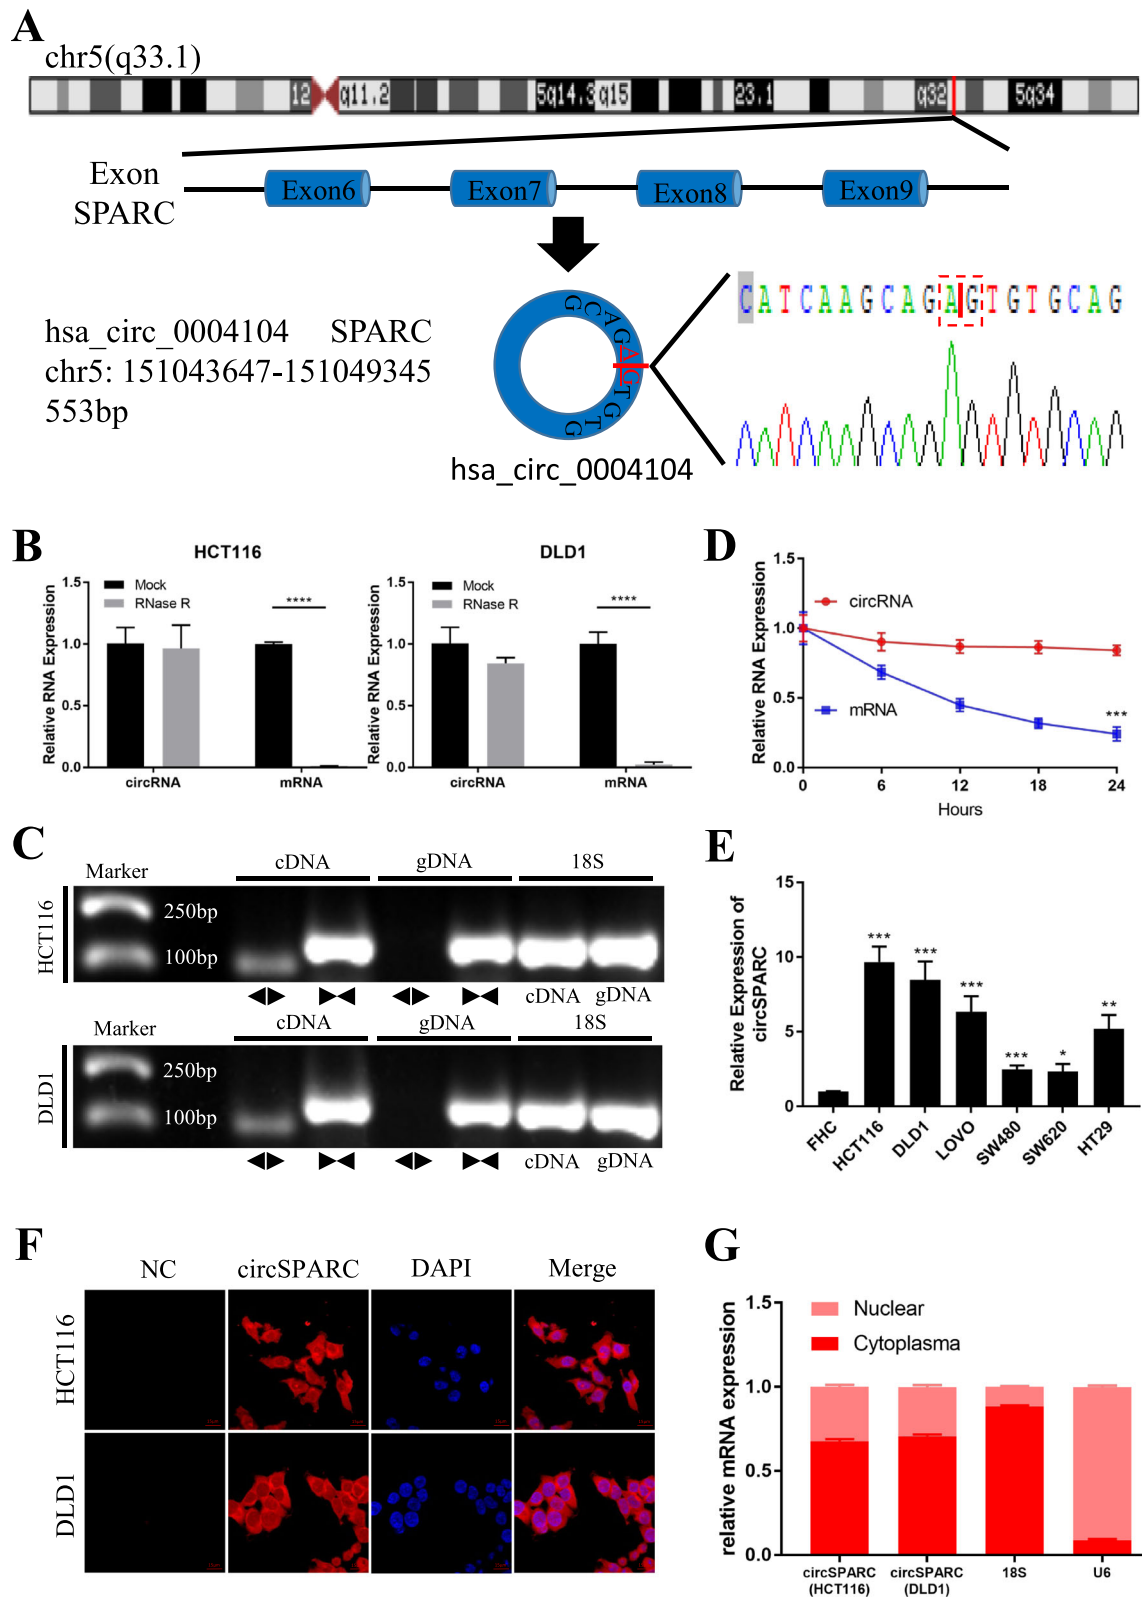 A
chr5(q33.1)
12 q11.2 5q14.3 q15 23.1 q32 5q34
Exon
SPARC
Exon6 Exon7 Exon8 Exon9
hsa_circ_0004104 SPARC
chr5: 151043647-151049345
553bp
GCAGAGTGTG
hsa_circ_0004104
CATCAAGCAGAGTGTGCAG
B
HCT116
Relative RNA Expression
1.5
1.0
0.5
0.0
Mock
RNase R
****
circRNA mRNA
DLD1
Relative RNA Expression
1.5
1.0
0.5
0.0
Mock
RNase R
****
circRNA mRNA
D
Relative RNA Expression
1.5
1.0
0.5
0.0
circRNA
mRNA
***
0 6 12 18 24
Hours
C
Marker cDNA gDNA 18S
HCT116
250bp
100bp
cDNA gDNA
Marker cDNA gDNA 18S
DLD1
250bp
100bp
cDNA gDNA
E
Relative Expression of
circSPARC
15
10
5
0
*** *** *** *** * **
FHC HCT116 DLD1 LOVO SW480 SW620 HT29
F
NC circSPARC DAPI Merge
HCT116
DLD1
G
relative mRNA expression
1.5
1.0
0.5
0.0
Nuclear
Cytoplasma
circSPARC circSPARC 18S U6
(HCT116) (DLD1)